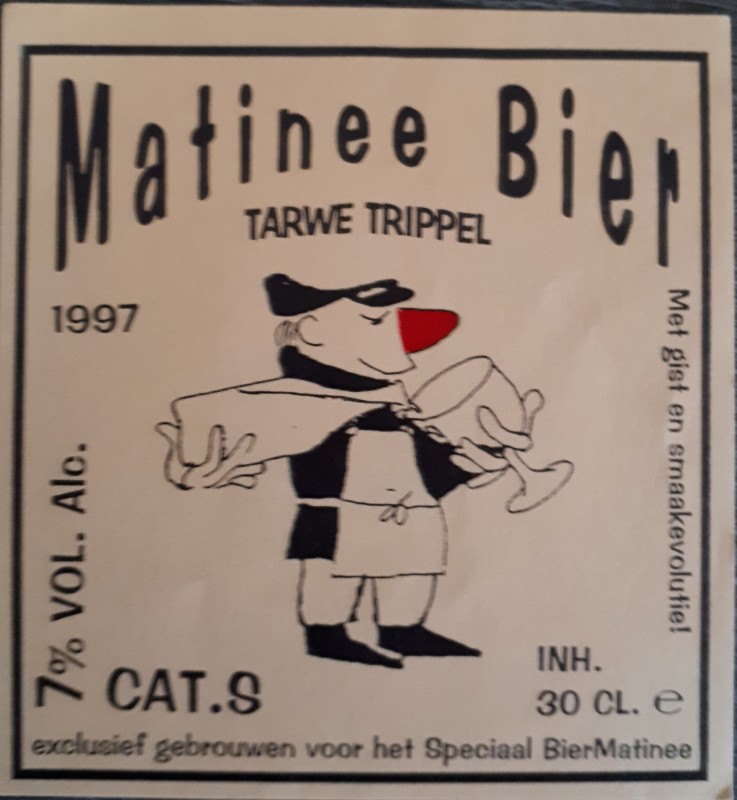 Matinee Bier
TARWE TRIPPEL
1997
Met gist en smaakevolutie!
7% VOL. Alc.
CAT.S
INH.
30 CL. e
exclusief gebrouwen voor het Speciaal BierMatinee